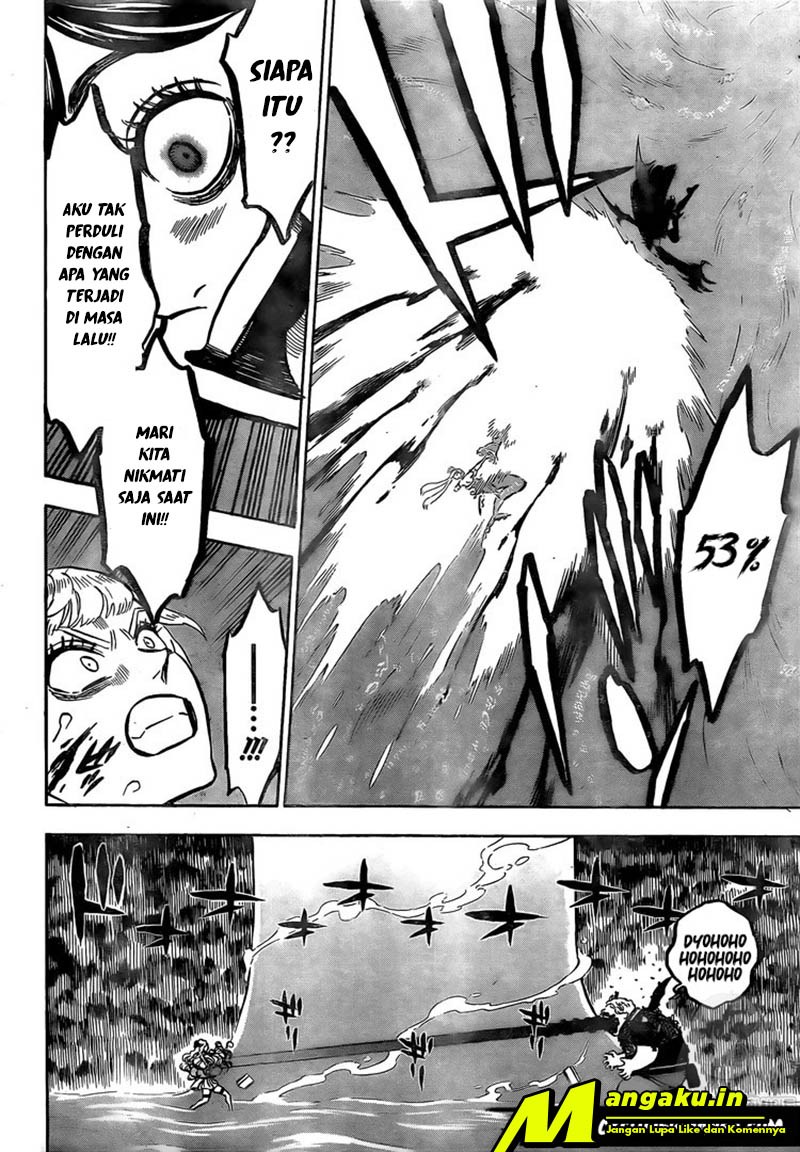 53%
SIAPA
ITU
??
AKU TAK
PERDULI
DENGAN
APA YANG
TERJADI
DI MASA
LALU!!
MARI
KITA
NIKMATI
SAJA SAAT
INI!!
DYOHOHO
HOHOHOHO
HOHOHO
Mangaku.in
Jangan Lupa Like dan Komennya